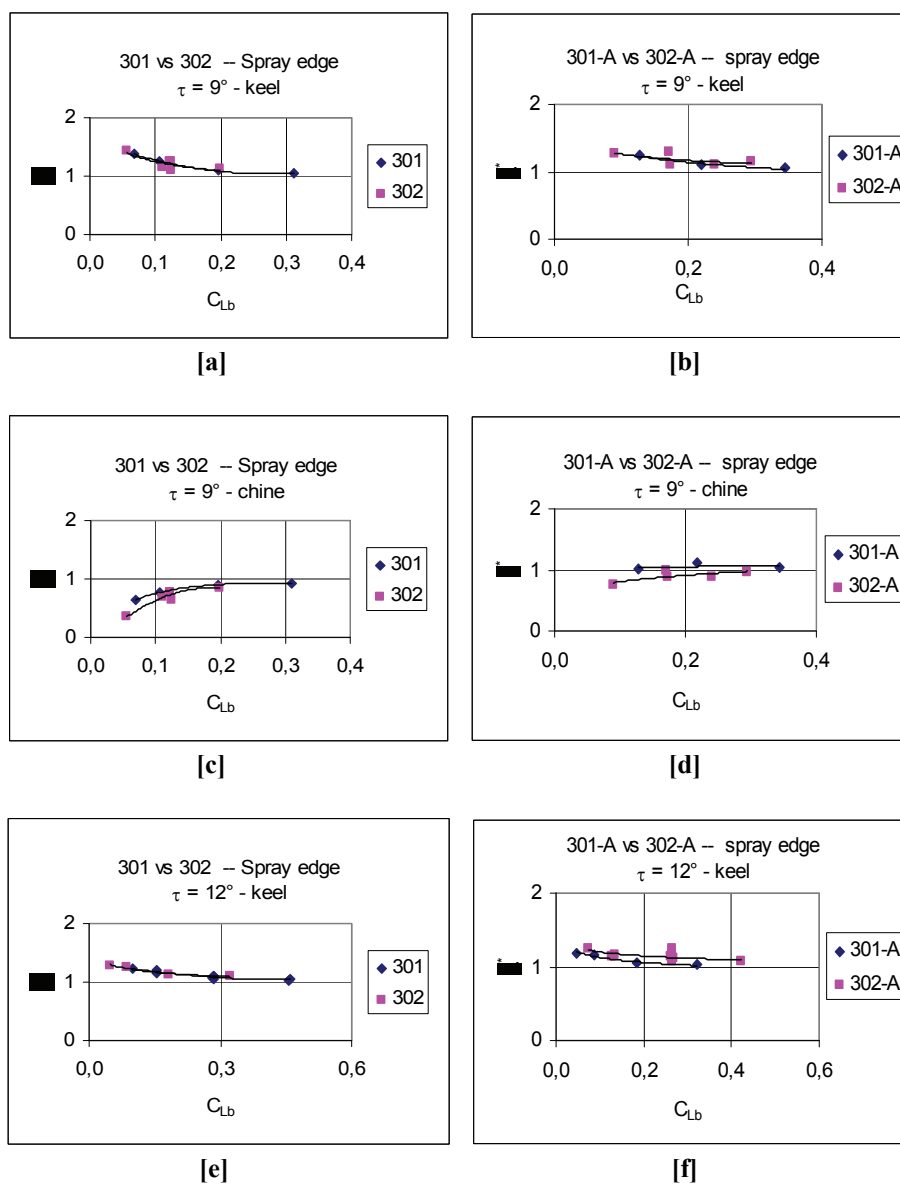 301 vs 302 -- Spray edge
τ = 9° - keel
2
1
0
0,0 0,1 0,2 0,3 0,4
C_Lb
301
302
[a]
301-A vs 302-A -- spray edge
τ = 9° - keel
2
1
0
0,0 0,2 0,4
C_Lb
301-A
302-A
[b]
301 vs 302 -- Spray edge
τ = 9° - chine
2
1
0
0,0 0,1 0,2 0,3 0,4
C_Lb
301
302
[c]
301-A vs 302-A -- spray edge
τ = 9° - chine
2
1
0
0,0 0,2 0,4
C_Lb
301-A
302-A
[d]
301 vs 302 -- Spray edge
τ = 12° - keel
2
1
0
0,0 0,3 0,6
C_Lb
301
302
[e]
301-A vs 302-A -- spray edge
τ = 12° - keel
2
1
0
0,0 0,2 0,4 0,6
C_Lb
301-A
302-A
[f]